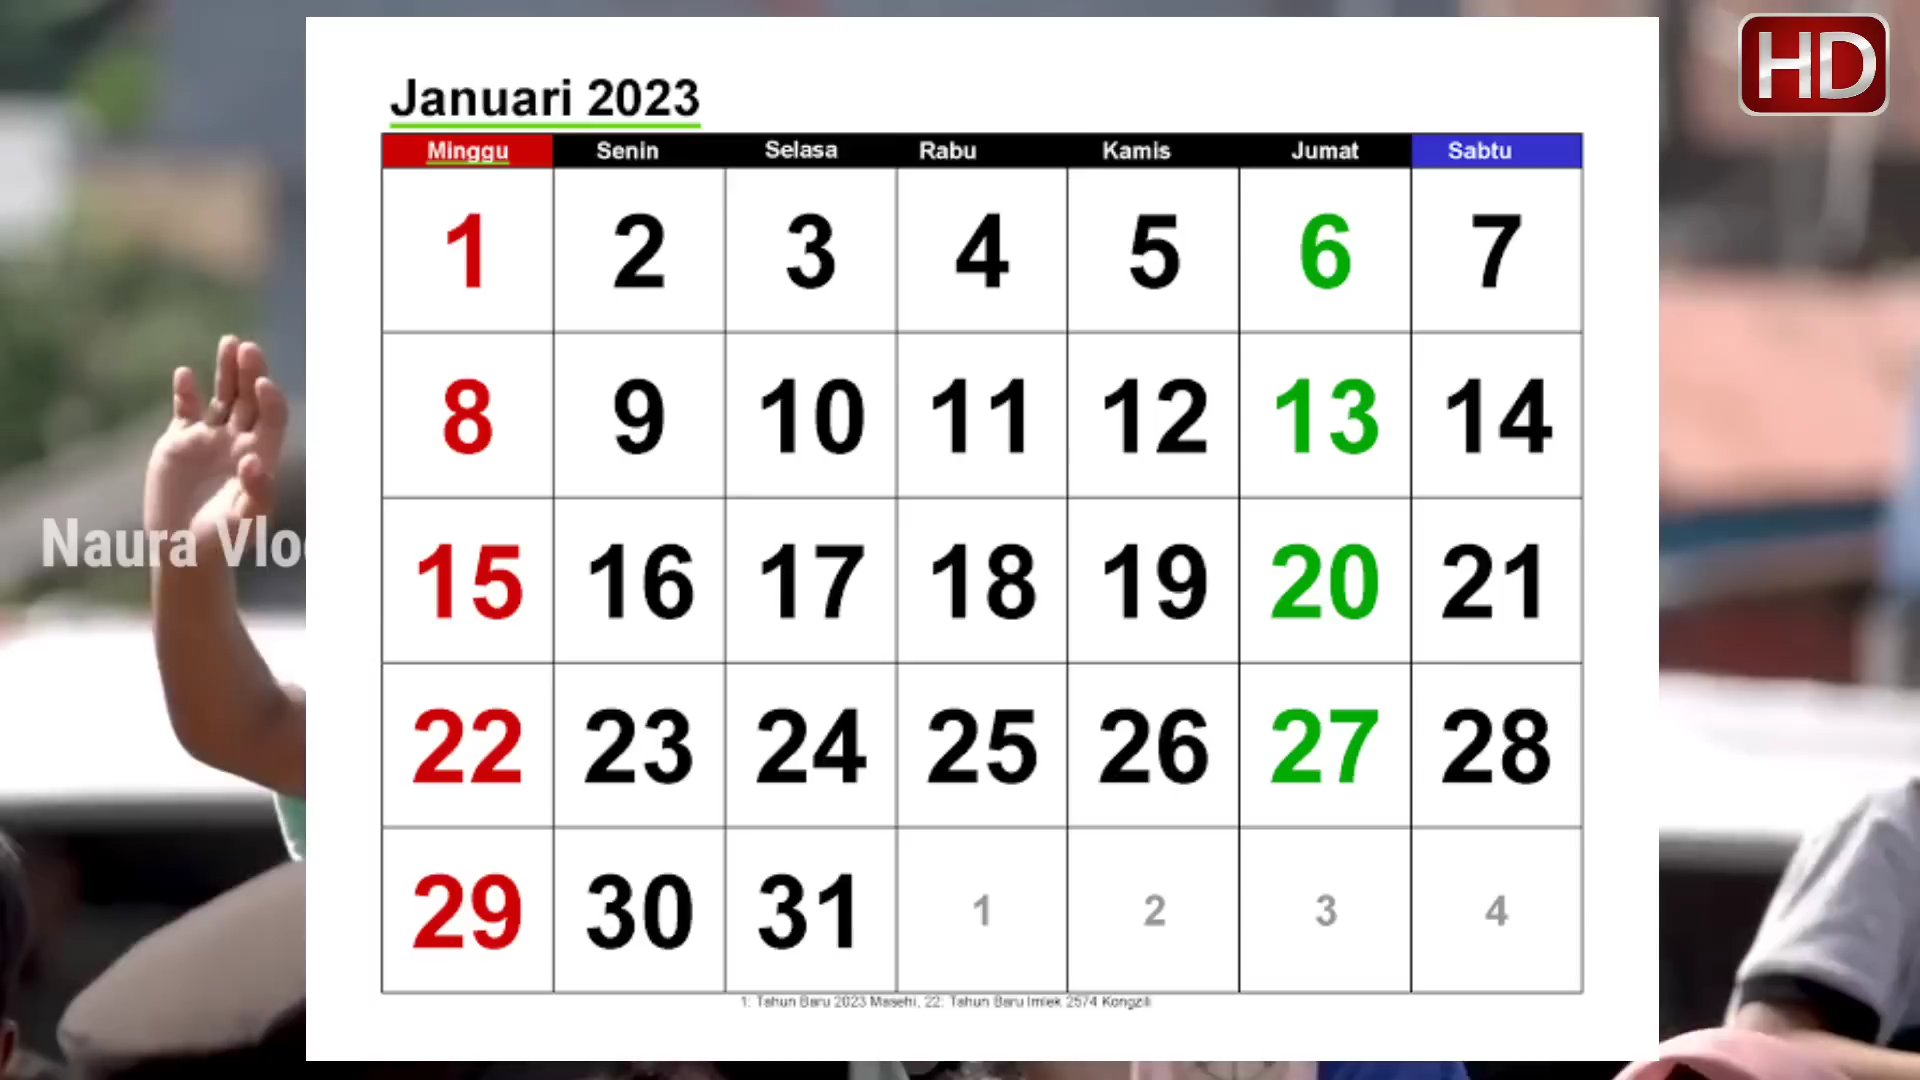 HD
Januari 2023
Minggu Senin Selasa Rabu Kamis Jumat Sabtu
1 2 3 4 5 6 7
8 9 10 11 12 13 14
Naura Vlo
15 16 17 18 19 20 21
22 23 24 25 26 27 28
29 30 31 1 2 3 4
1: Tahun Baru 2023 Masehi, 22: Tahun Baru Imlek 2574 Kongzili